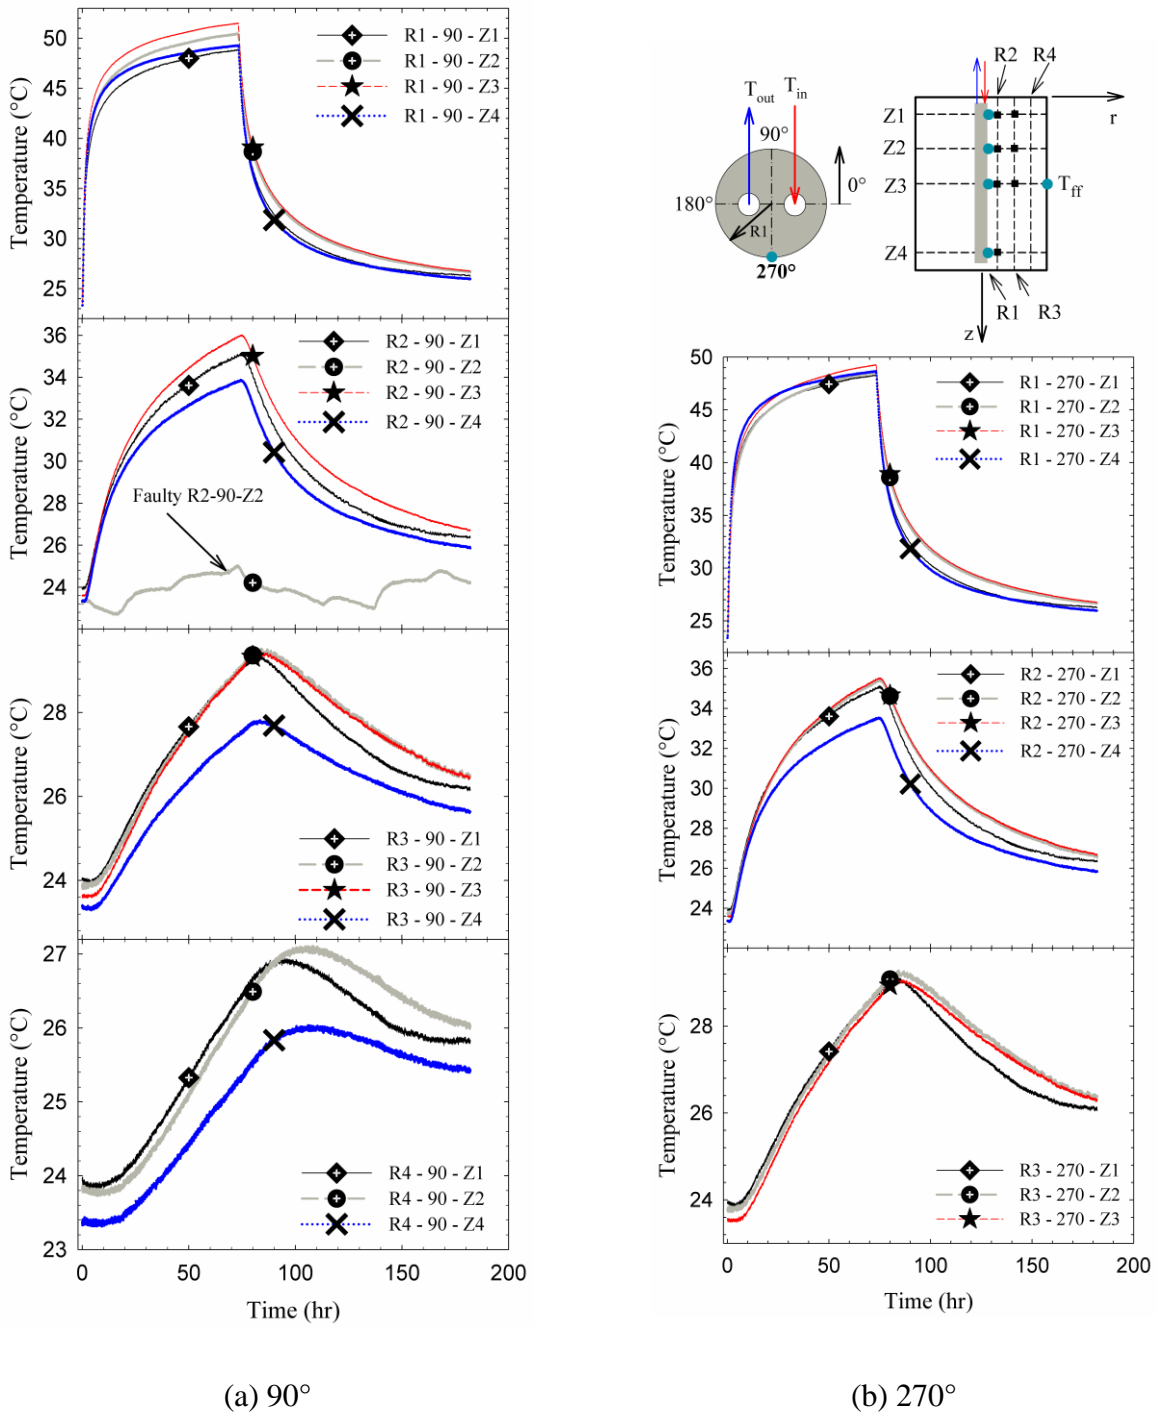 50
45
40
35
30
25
Temperature (°C)
R1 - 90 - Z1
R1 - 90 - Z2
R1 - 90 - Z3
R1 - 90 - Z4
36
34
32
30
28
26
24
Temperature (°C)
R2 - 90 - Z1
R2 - 90 - Z2
R2 - 90 - Z3
R2 - 90 - Z4
Faulty R2-90-Z2
28
26
24
Temperature (°C)
R3 - 90 - Z1
R3 - 90 - Z2
R3 - 90 - Z3
R3 - 90 - Z4
27
26
25
24
23
Temperature (°C)
R4 - 90 - Z1
R4 - 90 - Z2
R4 - 90 - Z4
0 50 100 150 200
Time (hr)
(a) 90°
Tout Tin
90°
180° 0°
R1
270°
R2 R4
Z1 r
Z2
Z3 Tff
Z4
R1 R3
z
50
45
40
35
30
25
Temperature (°C)
R1 - 270 - Z1
R1 - 270 - Z2
R1 - 270 - Z3
R1 - 270 - Z4
36
34
32
30
28
26
24
Temperature (°C)
R2 - 270 - Z1
R2 - 270 - Z2
R2 - 270 - Z3
R2 - 270 - Z4
28
26
24
Temperature (°C)
R3 - 270 - Z1
R3 - 270 - Z2
R3 - 270 - Z3
0 50 100 150 200
Time (hr)
(b) 270°